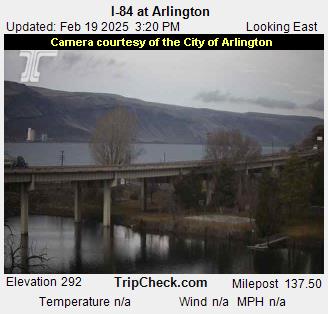 I-84 at Arlington
Updated: Feb 19 2025 3:20 PM Looking East
Camera courtesy of the City of Arlington
Elevation 292 TripCheck.com Milepost 137.50
Temperature n/a Wind n/a MPH n/a